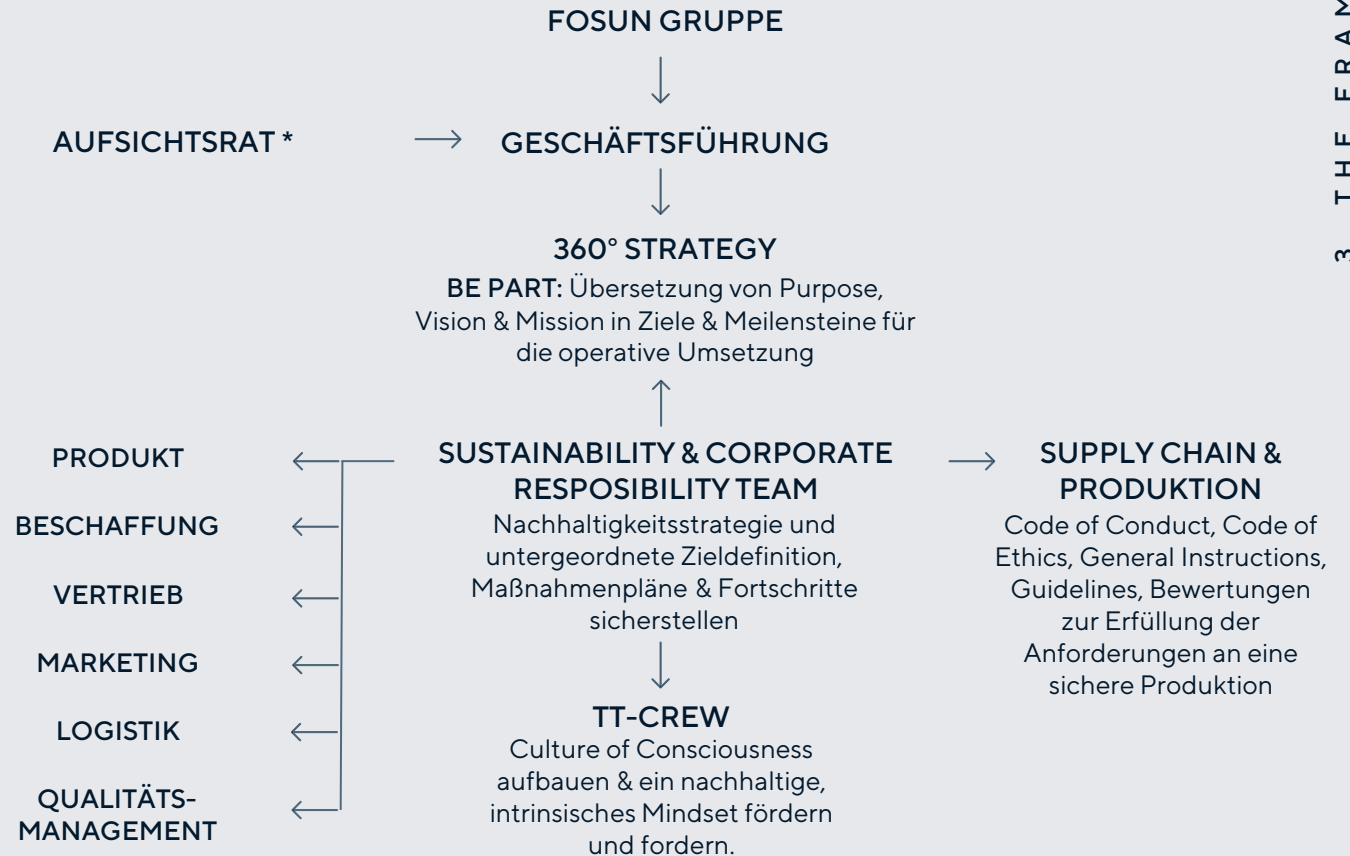 FOSUN GRUPPE
AUFSICHTSRAT *
GESCHÄFTSFÜHRUNG
360° STRATEGY
BE PART: Übersetzung von Purpose,
Vision & Mission in Ziele & Meilensteine für
die operative Umsetzung
PRODUKT
BESCHAFFUNG
VERTRIEB
MARKETING
LOGISTIK
QUALITÄTS-
MANAGEMENT
SUSTAINABILITY & CORPORATE
RESPOSIBILITY TEAM
Nachhaltigkeitsstrategie und
untergeordnete Zieldefinition,
Maßnahmenpläne & Fortschritte
sicherstellen
TT-CREW
Culture of Consciousness
aufbauen & ein nachhaltige,
intrinsisches Mindset fördern
und fordern.
SUPPLY CHAIN &
PRODUKTION
Code of Conduct, Code of
Ethics, General Instructions,
Guidelines, Bewertungen
zur Erfüllung der
Anforderungen an eine
sichere Produktion
3 THE FRAM